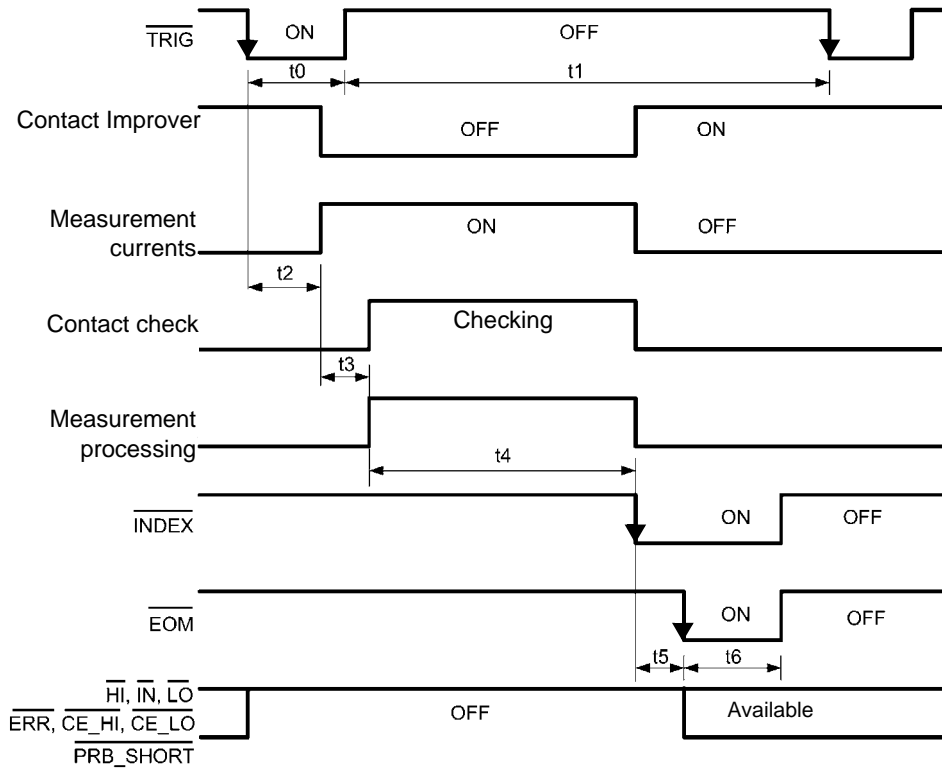 TRIG ON OFF
t0 t1
Contact Improver OFF ON
Measurement
currents ON OFF
t2
Contact check Checking
t3
Measurement
processing
t4
INDEX ON OFF
EOM ON OFF
t5 t6
HI, IN, LO
ERR, CE_HI, CE_LO OFF Available
PRB_SHORT